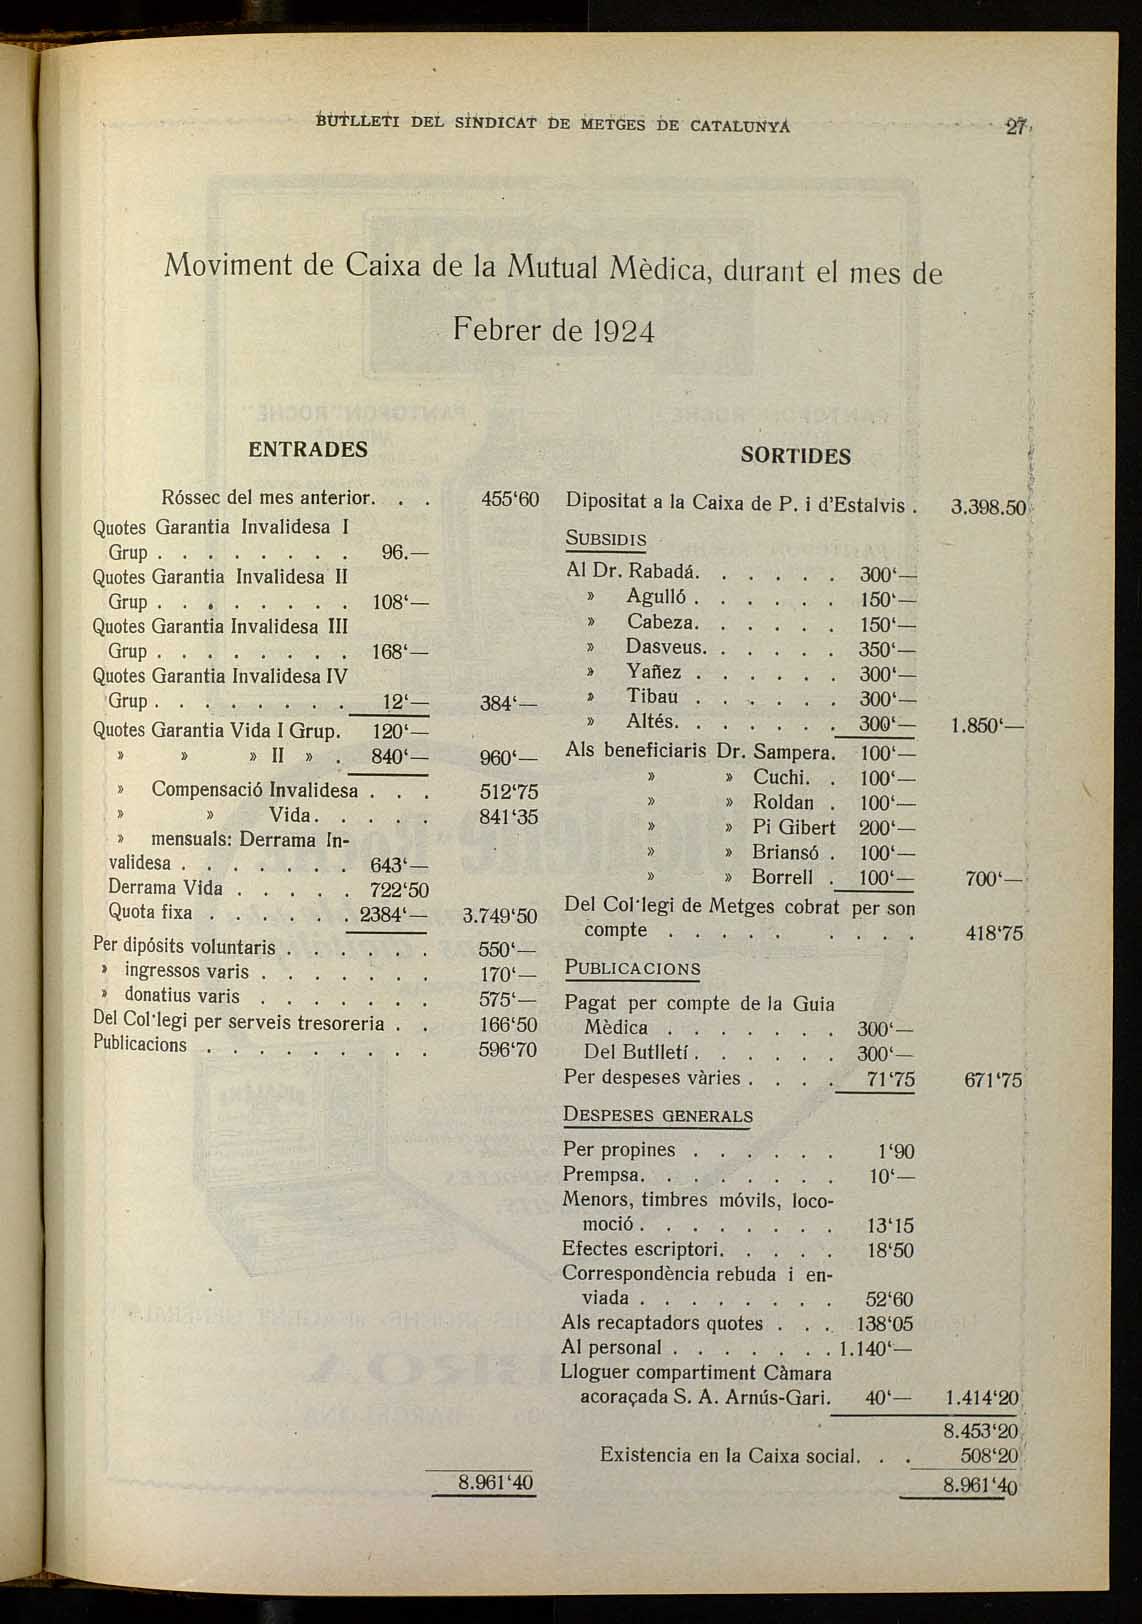 BUTLLETI DEL SINDICAT DE METGES DE CATALUNYA 27
Moviment de Caixa de la Mutual Mèdica, durant el mes de
Febrer de 1924
ENTRADES
Róssec del mes anterior. . . 455‘60
Quotes Garantia Invalidesa I
Grup . . . . . . . . 96.—
Quotes Garantia Invalidesa II
Grup . . . . . . . . 108‘—
Quotes Garantia Invalidesa III
Grup . . . . . . . . 168‘—
Quotes Garantia Invalidesa IV
Grup . . . . . . . . 12‘— 384‘—
Quotes Garantia Vida I Grup. 120‘—
» » » II » . 840‘— 960‘—
» Compensació Invalidesa . . . 512‘75
» » Vida. . . . . 841‘35
» mensuals: Derrama In-
validesa . . . . . . . 643‘—
Derrama Vida . . . . . 722‘50
Quota fixa . . . . . . 2384‘— 3.749‘50
Per dipósits voluntaris . . . . . . 550‘—
» ingressos varis . . . . . . . 170‘—
» donatius varis . . . . . . . 575‘—
Del Col·legi per serveis tresoreria . . 166‘50
Publicacions . . . . . . . . . 596‘70
8.961‘40
SORTIDES
Dipositat a la Caixa de P. i d’Estalvis . 3.398.50
SUBSIDIS
Al Dr. Rabadá. . . . . . 300‘—
» Agulló . . . . . . 150‘—
» Cabeza. . . . . . 150‘—
» Dasveus. . . . . . 350‘—
» Yañez . . . . . . 300‘—
» Tibau . . . . . . 300‘—
» Altés. . . . . . . 300‘— 1.850‘—
Als beneficiaris Dr. Sampera. 100‘—
» » Cuchi. . 100‘—
» » Roldan . 100‘—
» » Pi Gibert 200‘—
» » Briansó . 100‘—
» » Borrell . 100‘— 700‘—
Del Col·legi de Metges cobrat per son
compte . . . . . . . . . 418‘75
PUBLICACIONS
Pagat per compte de la Guia
Mèdica . . . . . . . 300‘—
Del Butlletí . . . . . . 300‘—
Per despeses vàries . . . . 71‘75 671‘75
DESPESES GENERALS
Per propines . . . . . . 1‘90
Prempsa. . . . . . . . 10‘—
Menors, timbres móvils, loco-
moció . . . . . . . . 13‘15
Efectes escriptori. . . . . 18‘50
Correspondència rebuda i en-
viada . . . . . . . . 52‘60
Als recaptadors quotes . . . 138‘05
Al personal . . . . . . . 1.140‘—
Lloguer compartiment Càmara
acoraçada S. A. Arnús-Gari. 40‘— 1.414‘20
8.453‘20
Existencia en la Caixa social. . . 508‘20
8.961‘40